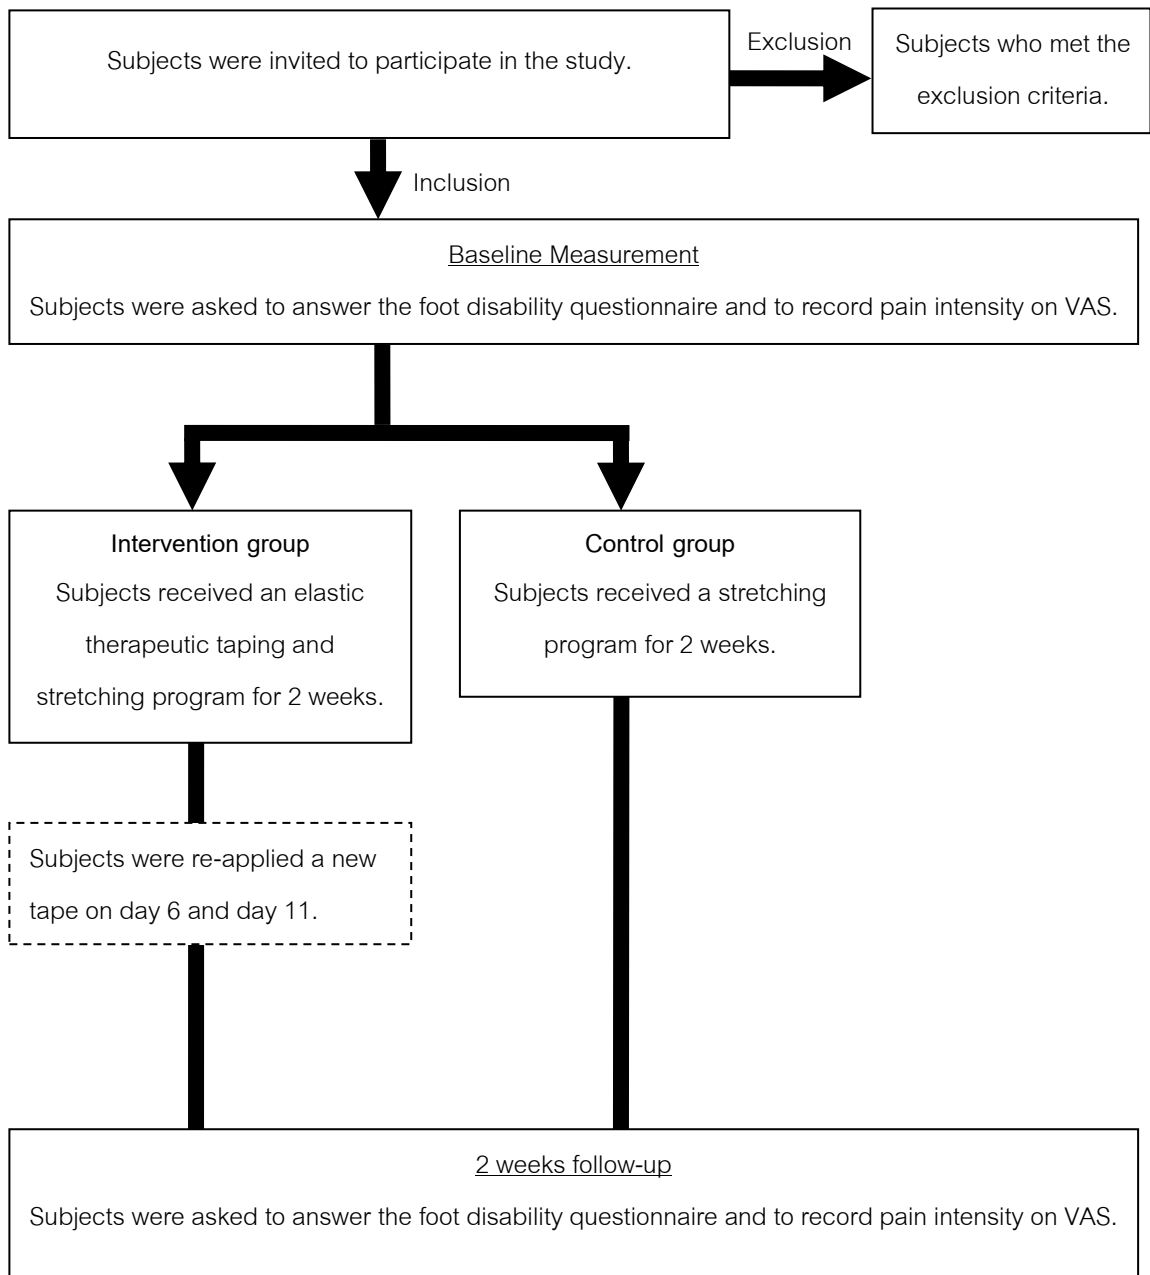 Subjects were invited to participate in the study.
Exclusion
Subjects who met the
exclusion criteria.
Inclusion
Baseline Measurement
Subjects were asked to answer the foot disability questionnaire and to record pain intensity on VAS.
Intervention group
Subjects received an elastic
therapeutic taping and
stretching program for 2 weeks.
Control group
Subjects received a stretching
program for 2 weeks.
Subjects were re-applied a new
tape on day 6 and day 11.
2 weeks follow-up
Subjects were asked to answer the foot disability questionnaire and to record pain intensity on VAS.